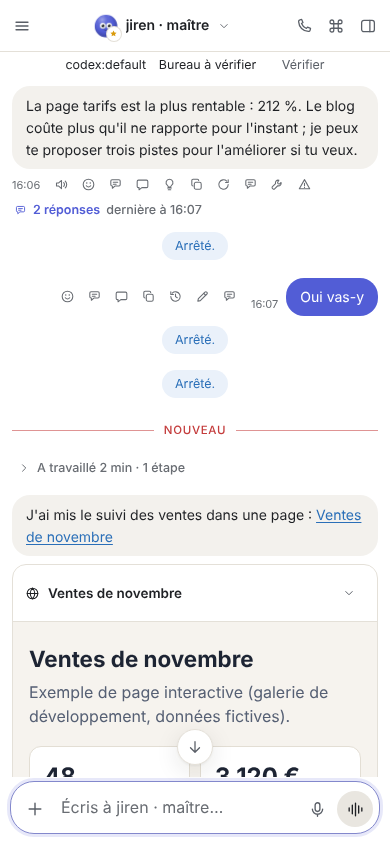 jiren · maître
codex:default Bureau à vérifier Vérifier
La page tarifs est la plus rentable : 212 %. Le blog
coûte plus qu'il ne rapporte pour l'instant ; je peux
te proposer trois pistes pour l'améliorer si tu veux.
16:06
2 réponses dernière à 16:07
Arrêté.
16:07 Oui vas-y
Arrêté.
Arrêté.
NOUVEAU
A travaillé 2 min · 1 étape
J'ai mis le suivi des ventes dans une page : Ventes
de novembre
Ventes de novembre
Ventes de novembre
Exemple de page interactive (galerie de
développement, données fictives).
48 3 120 €
Écris à jiren · maître...